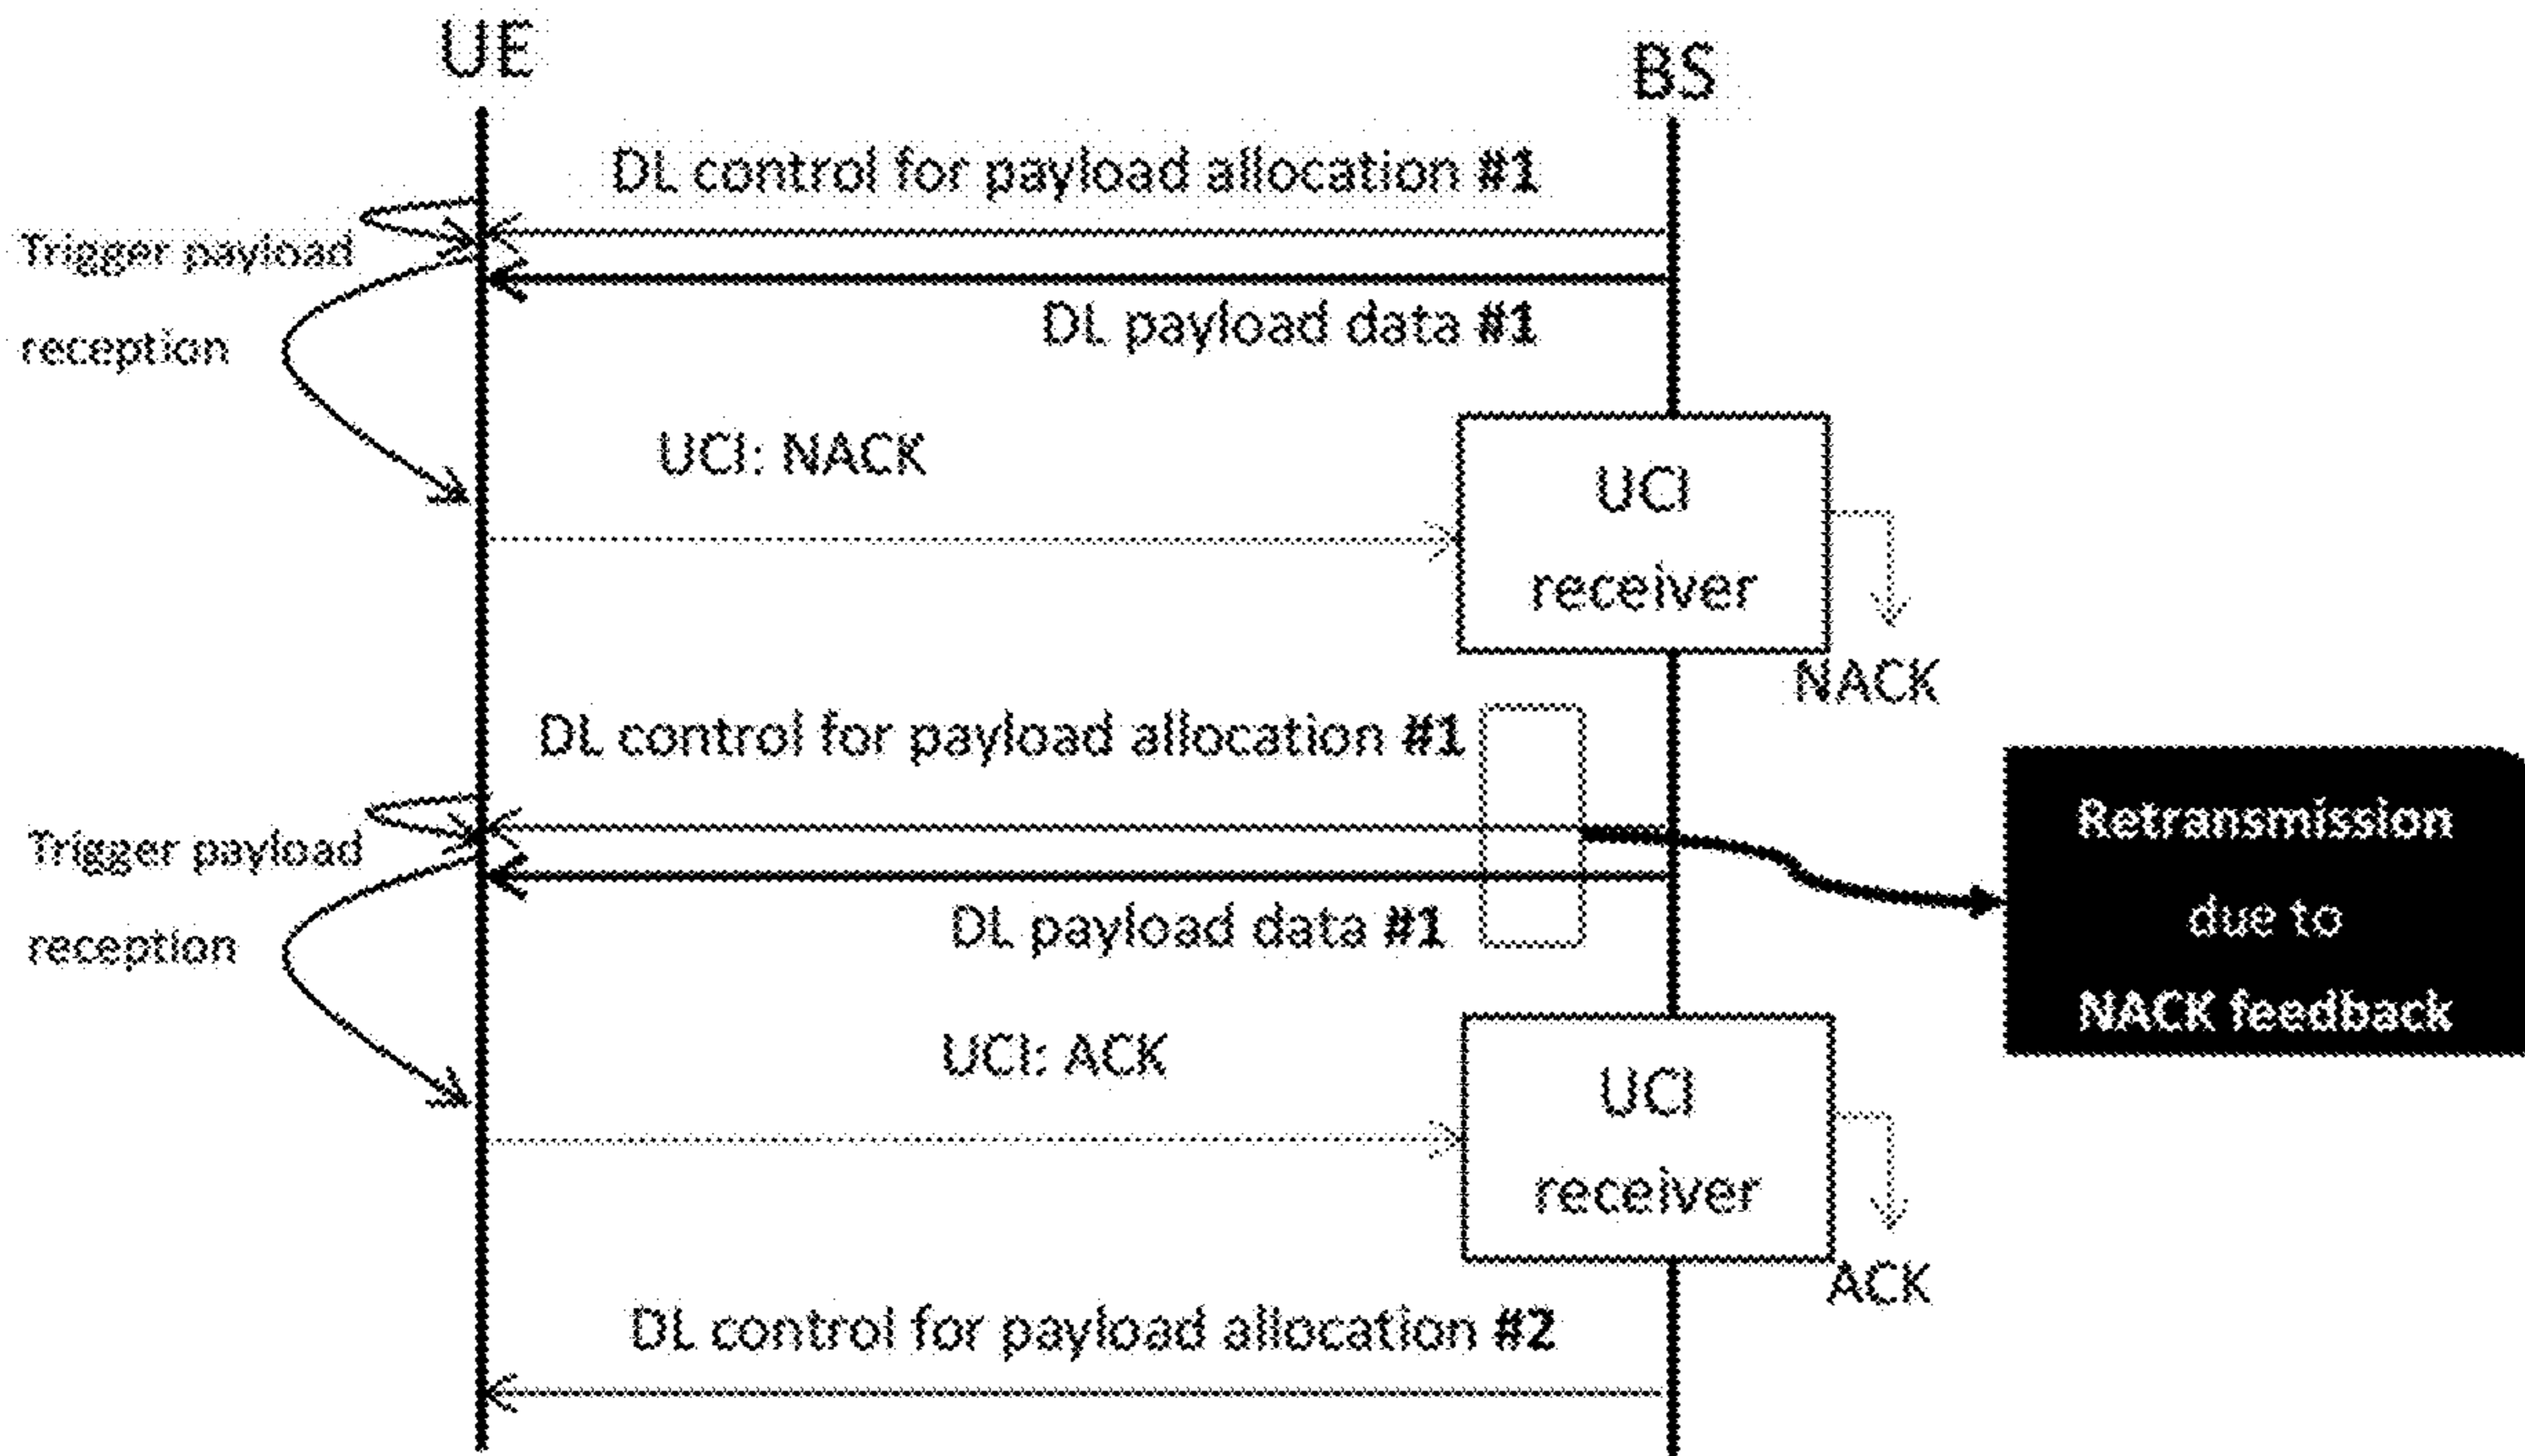 UE
BS
DL control for payload allocation #1
Trigger payload
reception
DL payload data #1
UCI: NACK
UCI
receiver
NACK
DL control for payload allocation #1
Trigger payload
reception
DL payload data #1
Retransmission
due to
NACK feedback
UCI: ACK
UCI
receiver
ACK
DL control for payload allocation #2